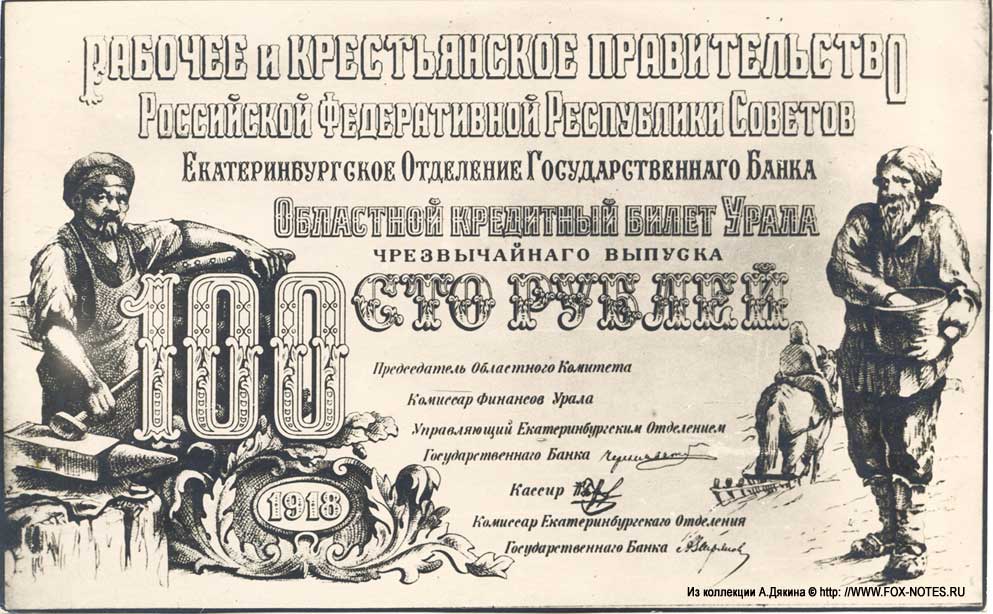 РАБОЧЕЕ и КРЕСТЬЯНСКОЕ ПРАВИТЕЛЬСТВО
РОССИЙСКОЙ ФЕДЕРАТИВНОЙ РЕСПУБЛИКИ СОВЕТОВ
ЕКАТЕРИНБУРГСКОЕ ОТДЕЛЕНИЕ ГОСУДАРСТВЕННАГО БАНКА
ОБЛАСТНОЙ КРЕДИТНЫЙ БИЛЕТ УРАЛА
ЧРЕЗВЫЧАЙНАГО ВЫПУСКА
100 СТО РУБЛЕЙ
Председатель Областного Комитета
Комиссар Финансов Урала
Управляющий Екатеринбургским Отделением
Государственнаго Банка
Кассир
Комиссар Екатеринбургскаго Отделения
Государственнаго Банка
1918
Из коллекции А.Дякина © http: //WWW.FOX-NOTES.RU